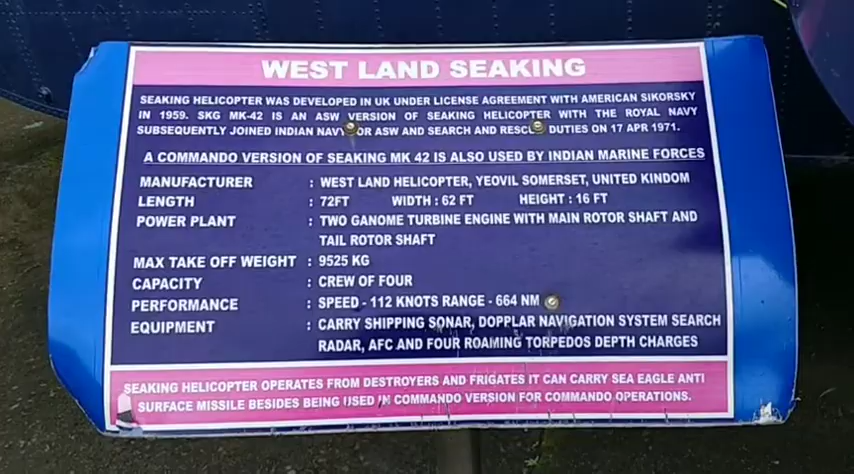 WEST LAND SEAKING
SEAKING HELICOPTER WAS DEVELOPED IN UK UNDER LICENSE AGREEMENT WITH AMERICAN SIKORSKY
IN 1959. SKG MK-42 IS AN ASW VERSION OF SEAKING HELICOPTER WITH THE ROYAL NAVY
SUBSEQUENTLY JOINED INDIAN NAVY OR ASW AND SEARCH AND RESC DUTIES ON 17 APR 1971.
A COMMANDO VERSION OF SEAKING MK 42 IS ALSO USED BY INDIAN MARINE FORCES
MANUFACTURER : WEST LAND HELICOPTER, YEOVIL SOMERSET, UNITED KINDOM
LENGTH : 72FT WIDTH : 62 FT HEIGHT : 16 FT
POWER PLANT : TWO GANOME TURBINE ENGINE WITH MAIN ROTOR SHAFT AND
TAIL ROTOR SHAFT
MAX TAKE OFF WEIGHT : 9525 KG
CAPACITY : CREW OF FOUR
PERFORMANCE : SPEED - 112 KNOTS RANGE - 664 NM
EQUIPMENT : CARRY SHIPPING SONAR, DOPPLAR NAVIGATION SYSTEM SEARCH
RADAR, AFC AND FOUR ROAMING TORPEDOS DEPTH CHARGES
SEAKING HELICOPTER OPERATES FROM DESTROYERS AND FRIGATES IT CAN CARRY SEA EAGLE ANTI
SURFACE MISSILE BESIDES BEING USED IN COMMANDO VERSION FOR COMMANDO OPERATIONS.